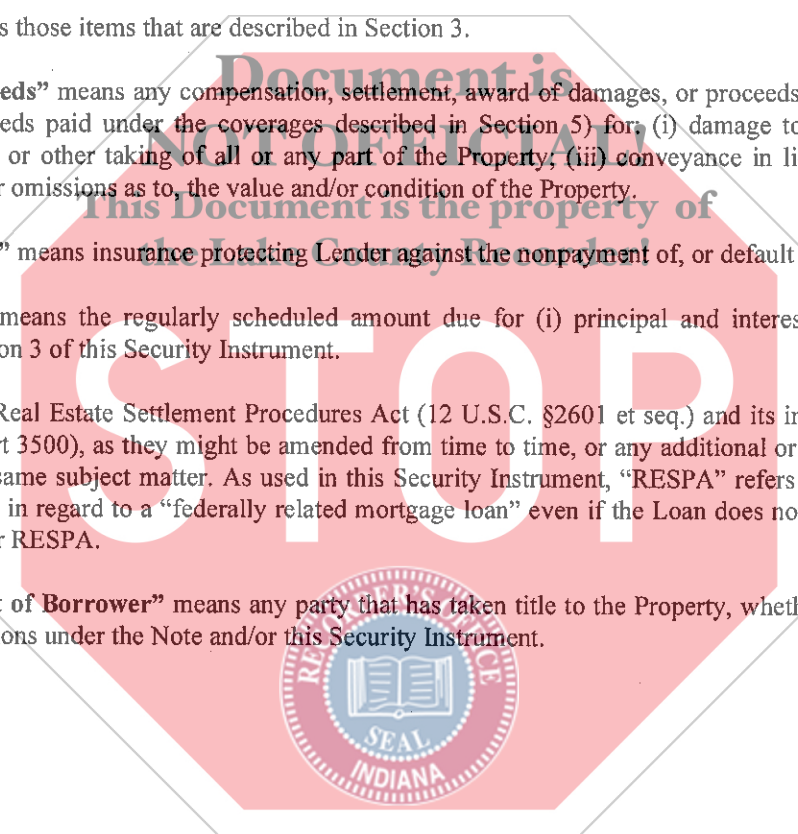 s those items that are described in Section 3.
Document is
eds” means any compensation, settlement, award of damages, or proceeds
eds paid under the coverages described in Section 5) for: (i) damage to
NOT OFFICIAL!
or other taking of all or any part of the Property; (iii) conveyance in li
r omissions as to, the value and/or condition of the Property.
This Document is the property of
” means insurance protecting Lender against the nonpayment of, or default
the Lake County Recorder!
means the regularly scheduled amount due for (i) principal and interes
on 3 of this Security Instrument.
STOP
Real Estate Settlement Procedures Act (12 U.S.C. §2601 et seq.) and its in
rt 3500), as they might be amended from time to time, or any additional or
same subject matter. As used in this Security Instrument, “RESPA” refers
in regard to a “federally related mortgage loan” even if the Loan does no
r RESPA.
t of Borrower” means any party that has taken title to the Property, wheth
ons under the Note and/or this Security Instrument.
RECORDER'S OFFICE
SEAL
INDIANA